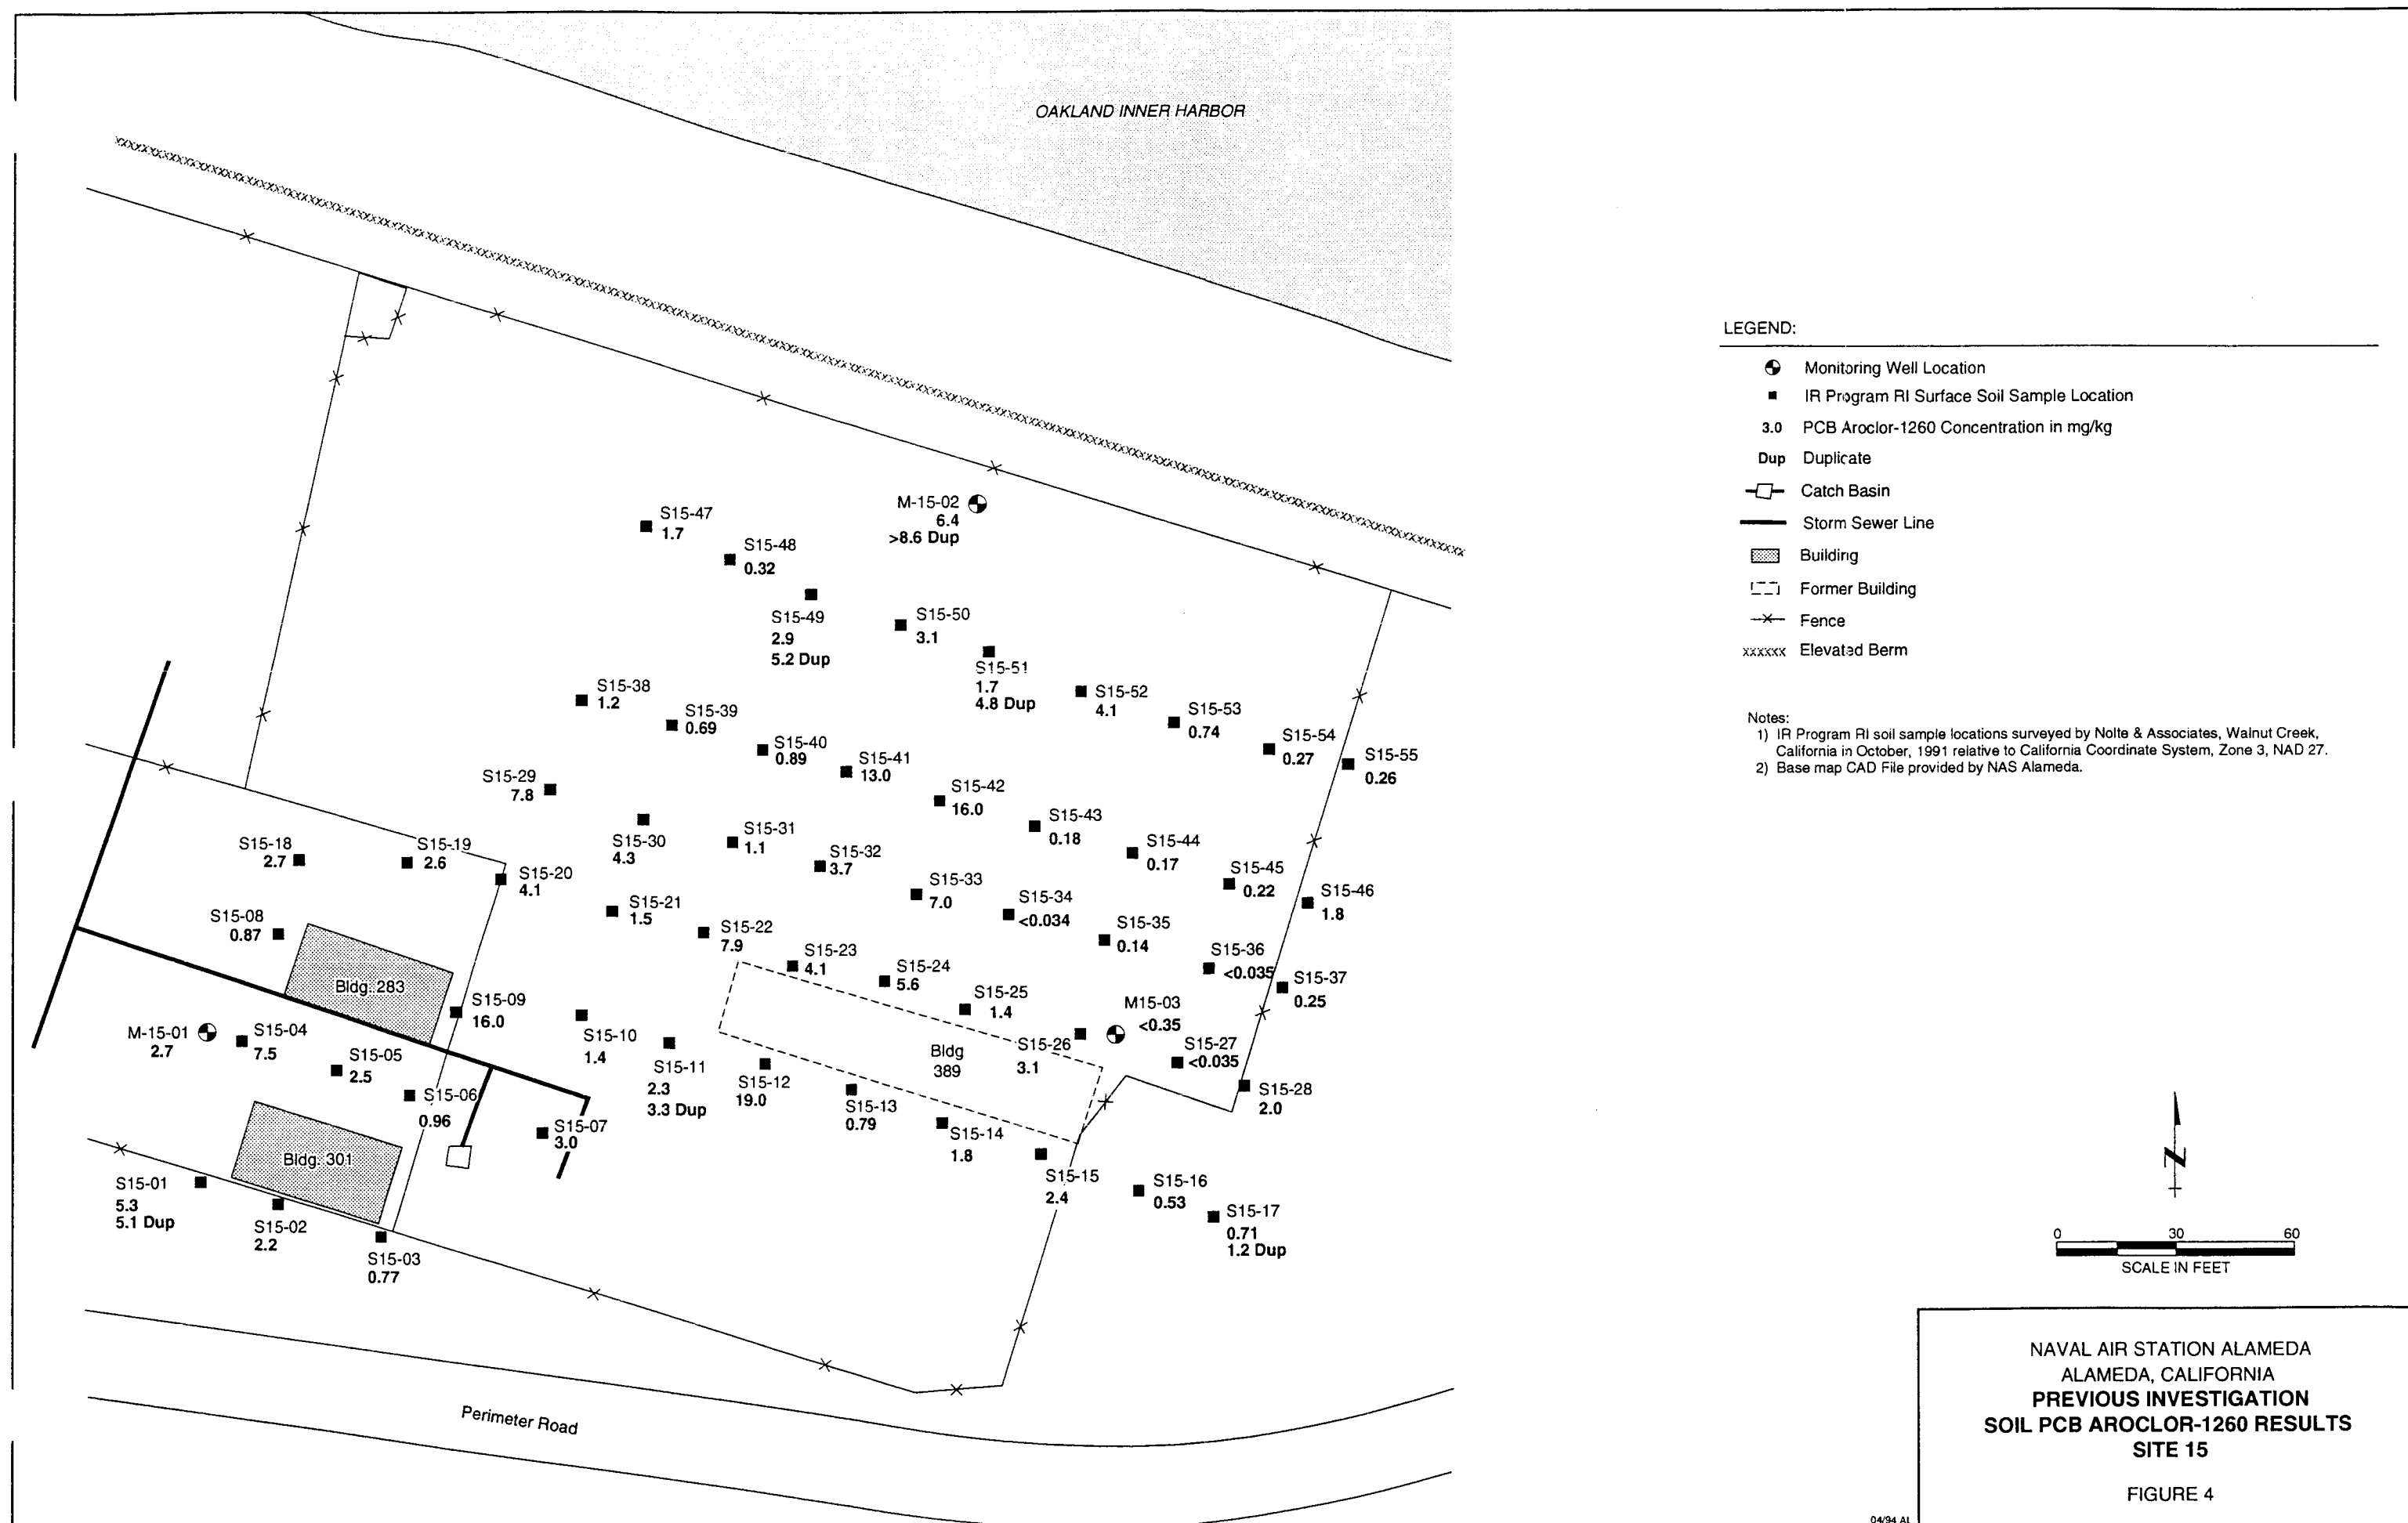 OAKLAND INNER HARBOR
M-15-02
6.4
>8.6 Dup
S15-47
1.7
S15-48
0.32
S15-49
2.9
5.2 Dup
S15-50
3.1
S15-51
1.7
4.8 Dup
S15-52
4.1
S15-53
0.74
S15-54
0.27
S15-55
0.26
S15-38
1.2
S15-39
0.69
S15-40
0.89
S15-41
13.0
S15-42
16.0
S15-43
0.18
S15-44
0.17
S15-45
0.22
S15-46
1.8
S15-29
7.8
S15-30
4.3
S15-31
1.1
S15-32
3.7
S15-33
7.0
S15-34
<0.034
S15-35
0.14
S15-36
<0.035
S15-37
0.25
S15-18
2.7
S15-19
2.6
S15-20
4.1
S15-21
1.5
S15-22
7.9
S15-23
4.1
S15-24
5.6
S15-25
1.4
S15-26
3.1
M15-03
<0.35
S15-27
<0.035
S15-28
2.0
S15-08
0.87
Bldg. 283
S15-09
16.0
S15-10
1.4
S15-11
2.3
3.3 Dup
S15-12
19.0
S15-13
0.79
Bldg
389
S15-14
1.8
S15-15
2.4
S15-16
0.53
S15-17
0.71
1.2 Dup
M-15-01
2.7
S15-04
7.5
S15-05
2.5
S15-06
0.96
S15-07
3.0
Bldg. 301
S15-01
5.3
5.1 Dup
S15-02
2.2
S15-03
0.77
Perimeter Road
LEGEND:
Monitoring Well Location
IR Program RI Surface Soil Sample Location
3.0 PCB Aroclor-1260 Concentration in mg/kg
Dup Duplicate
Catch Basin
Storm Sewer Line
Building
Former Building
Fence
xxxxxx Elevated Berm
Notes:
1) IR Program RI soil sample locations surveyed by Nolte & Associates, Walnut Creek,
California in October, 1991 relative to California Coordinate System, Zone 3, NAD 27.
2) Base map CAD File provided by NAS Alameda.
N
0 30 60
SCALE IN FEET
NAVAL AIR STATION ALAMEDA
ALAMEDA, CALIFORNIA
PREVIOUS INVESTIGATION
SOIL PCB AROCLOR-1260 RESULTS
SITE 15
FIGURE 4
04/94 AL